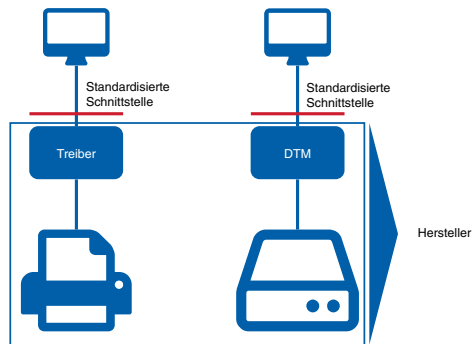 Standardisierte
Schnittstelle
Standardisierte
Schnittstelle
Treiber
DTM
Hersteller